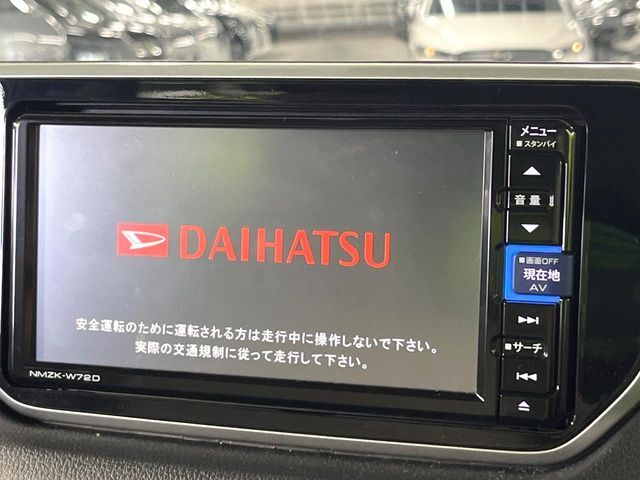 DAIHATSU
安全運転のために運転される方は走行中に操作しないで下さい。
実際の交通規制に従って走行して下さい。
NMZK-W72D
メニュー
スタンバイ
音量
画面OFF
現在地
AV
サーチ